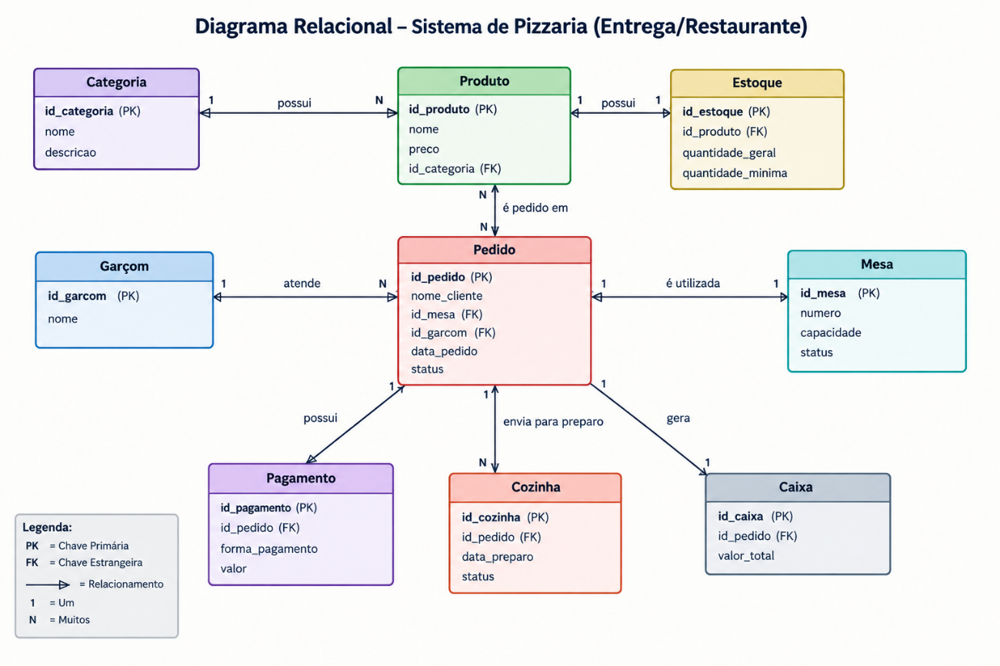 Diagrama Relacional – Sistema de Pizzaria (Entrega/Restaurante)
Categoria
id_categoria (PK)
nome
descricao
1 possui N
Produto
id_produto (PK)
nome
preco
id_categoria (FK)
1 possui 1
Estoque
id_estoque (PK)
id_produto (FK)
quantidade_geral
quantidade_minima
N
é pedido em
N
Garçom
id_garcom (PK)
nome
1 atende N
Pedido
id_pedido (PK)
nome_cliente
id_mesa (FK)
id_garcom (FK)
data_pedido
status
1 é utilizada 1
Mesa
id_mesa (PK)
numero
capacidade
status
1
possui
1
envia para preparo
N
1
gera
1
Pagamento
id_pagamento (PK)
id_pedido (FK)
forma_pagamento
valor
Cozinha
id_cozinha (PK)
id_pedido (FK)
data_preparo
status
Caixa
id_caixa (PK)
id_pedido (FK)
valor_total
Legenda:
PK = Chave Primária
FK = Chave Estrangeira
= Relacionamento
1 = Um
N = Muitos